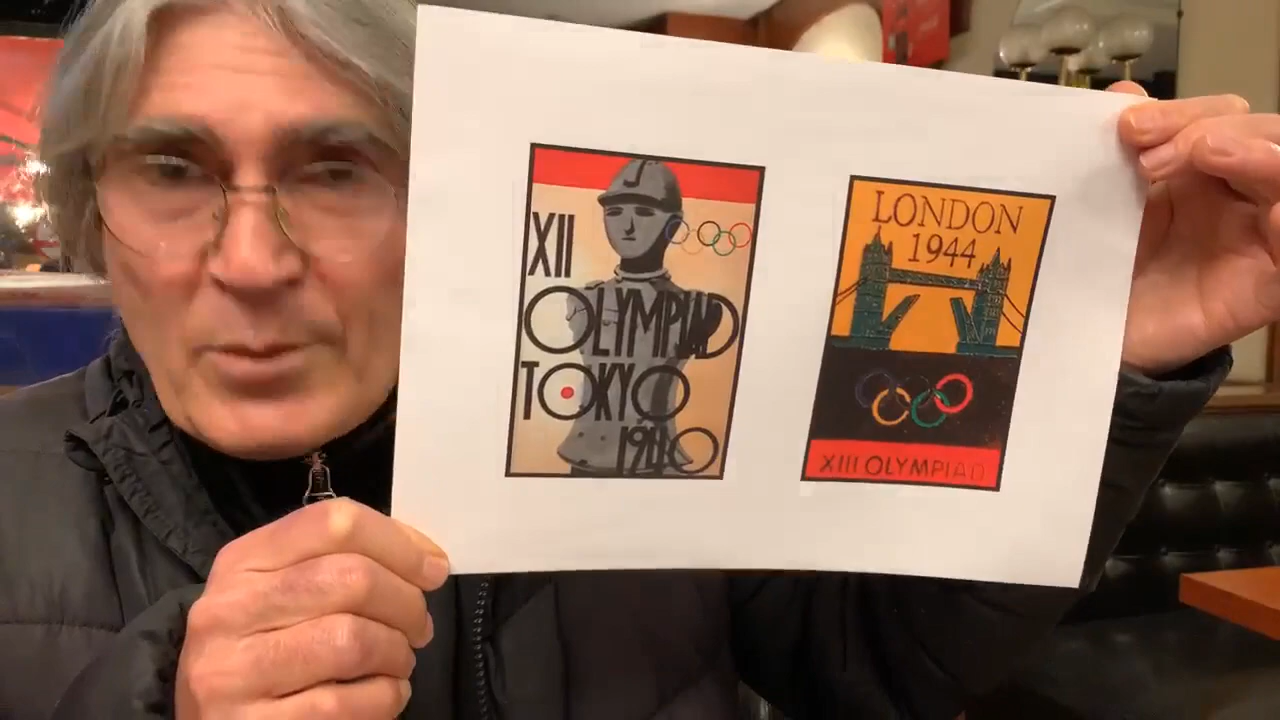 XII
OLYMPIAD
TOKYO
1940
LONDON
1944
XIII OLYMPIAD